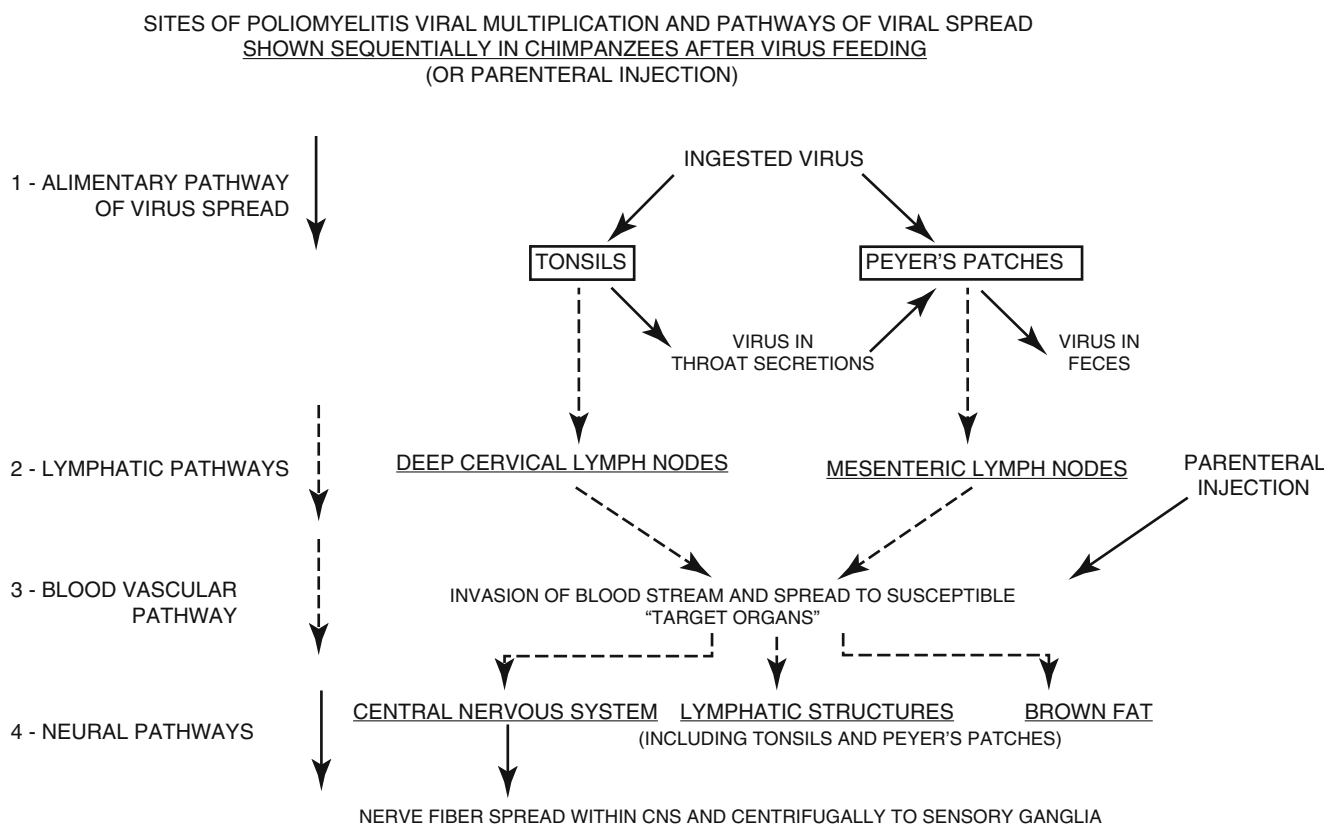 SITES OF POLIOMYELITIS VIRAL MULTIPLICATION AND PATHWAYS OF VIRAL SPREAD
SHOWN SEQUENTIALLY IN CHIMPANZEES AFTER VIRUS FEEDING
(OR PARENTERAL INJECTION)
INGESTED VIRUS
1 - ALIMENTARY PATHWAY
OF VIRUS SPREAD
TONSILS
PEYER'S PATCHES
VIRUS IN
THROAT SECRETIONS
VIRUS IN
FECES
2 - LYMPHATIC PATHWAYS
DEEP CERVICAL LYMPH NODES
MESENTERIC LYMPH NODES
PARENTERAL
INJECTION
3 - BLOOD VASCULAR
PATHWAY
INVASION OF BLOOD STREAM AND SPREAD TO SUSCEPTIBLE
“TARGET ORGANS”
4 - NEURAL PATHWAYS
CENTRAL NERVOUS SYSTEM
LYMPHATIC STRUCTURES
(INCLUDING TONSILS AND PEYER'S PATCHES)
BROWN FAT
NERVE FIBER SPREAD WITHIN CNS AND CENTRIFUGALLY TO SENSORY GANGLIA